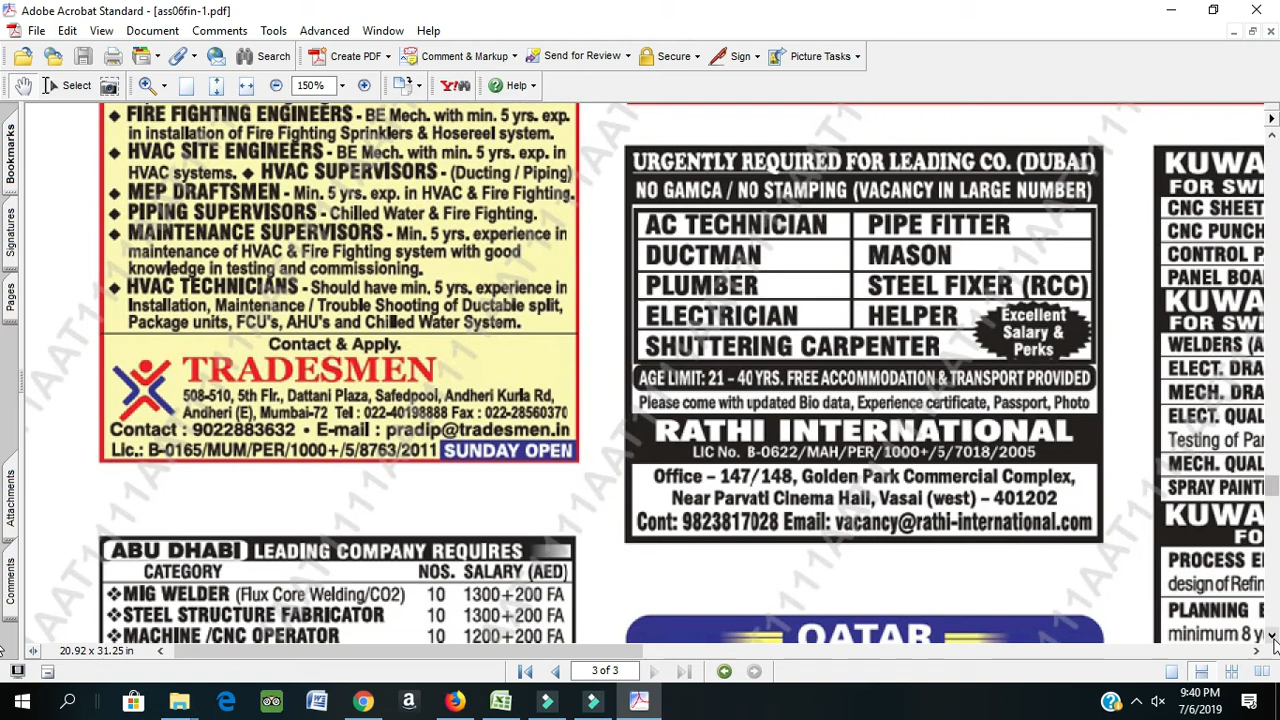 Adobe Acrobat Standard - [ass06fin-1.pdf]
File Edit View Document Comments Tools Advanced Window Help
Search Create PDF Comment & Markup Send for Review Secure Sign Picture Tasks
Select 150% Y! Help
Bookmarks
Signatures
Pages
Attachments
Comments
FIRE FIGHTING ENGINEERS - BE Mech. with min. 5 yrs. exp.
in installation of Fire Fighting Sprinklers & Hosereel system.
HVAC SITE ENGINEERS - BE Mech. with min. 5 yrs. exp. in
HVAC systems. ◆ HVAC SUPERVISORS - (Ducting / Piping)
MEP DRAFTSMEN - Min. 5 yrs. exp. in HVAC & Fire Fighting.
PIPING SUPERVISORS - Chilled Water & Fire Fighting.
MAINTENANCE SUPERVISORS - Min. 5 yrs. experience in
maintenance of HVAC & Fire Fighting system with good
knowledge in testing and commissioning.
HVAC TECHNICIANS - Should have min. 5 yrs. experience in
Installation, Maintenance / Trouble Shooting of Ductable split,
Package units, FCU's, AHU's and Chilled Water System.
Contact & Apply.
TRADESMEN
508-510, 5th Flr., Dattani Plaza, Safedpool, Andheri Kurla Rd,
Andheri (E), Mumbai-72 Tel : 022-40198888 Fax : 022-28560370
Contact : 9022883632 • E-mail : pradip@tradesmen.in
Lic.: B-0165/MUM/PER/1000+/5/8763/2011 SUNDAY OPEN
ABU DHABI LEADING COMPANY REQUIRES
CATEGORY NOS. SALARY (AED)
MIG WELDER (Flux Core Welding/CO2) 10 1300+200 FA
STEEL STRUCTURE FABRICATOR 10 1300+200 FA
MACHINE /CNC OPERATOR 10 1200+200 FA
URGENTLY REQUIRED FOR LEADING CO. (DUBAI)
NO GAMCA / NO STAMPING (VACANCY IN LARGE NUMBER)
AC TECHNICIAN PIPE FITTER
DUCTMAN MASON
PLUMBER STEEL FIXER (RCC)
ELECTRICIAN HELPER
SHUTTERING CARPENTER
Excellent
Salary &
Perks
AGE LIMIT: 21 - 40 YRS. FREE ACCOMMODATION & TRANSPORT PROVIDED
Please come with updated Bio data, Experience certificate, Passport, Photo
RATHI INTERNATIONAL
LIC No. B-0622/MAH/PER/1000+/5/7018/2005
Office – 147/148, Golden Park Commercial Complex,
Near Parvati Cinema Hall, Vasai (west) – 401202
Cont: 9823817028 Email: vacancy@rathi-international.com
QATAR
KUWA
FOR SW
CNC SHEET
CNC PUNCH
CONTROL P
PANEL BOA
KUWA
FOR SW
WELDERS (A
ELECT. DRA
MECH. DRA
ELECT. QUAL
Testing of Pa
MECH. QUAL
SPRAY PAINT
KUWA
FO
PROCESS E
design of Refin
PLANNING E
minimum 8 y
20.92 x 31.25 in
3 of 3
9:40 PM
7/6/2019